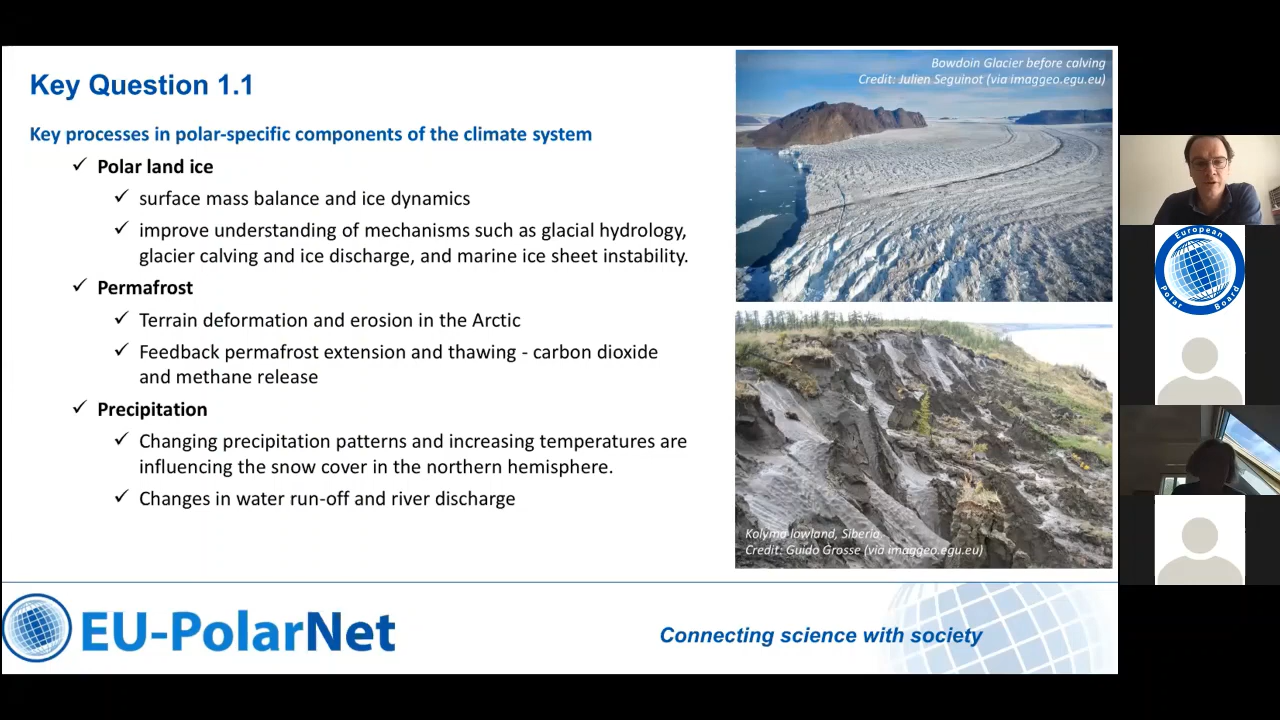 Key Question 1.1
Key processes in polar-specific components of the climate system
✓ Polar land ice
✓ surface mass balance and ice dynamics
✓ improve understanding of mechanisms such as glacial hydrology,
glacier calving and ice discharge, and marine ice sheet instability.
✓ Permafrost
✓ Terrain deformation and erosion in the Arctic
✓ Feedback permafrost extension and thawing - carbon dioxide
and methane release
✓ Precipitation
✓ Changing precipitation patterns and increasing temperatures are
influencing the snow cover in the northern hemisphere.
✓ Changes in water run-off and river discharge
Bowdoin Glacier before calving
Credit: Julien Seguinot (via imaggeo.egu.eu)
Kolyma lowland, Siberia,
Credit: Guido Grosse (via imaggeo.egu.eu)
EU-PolarNet
Connecting science with society
European
Polar Board